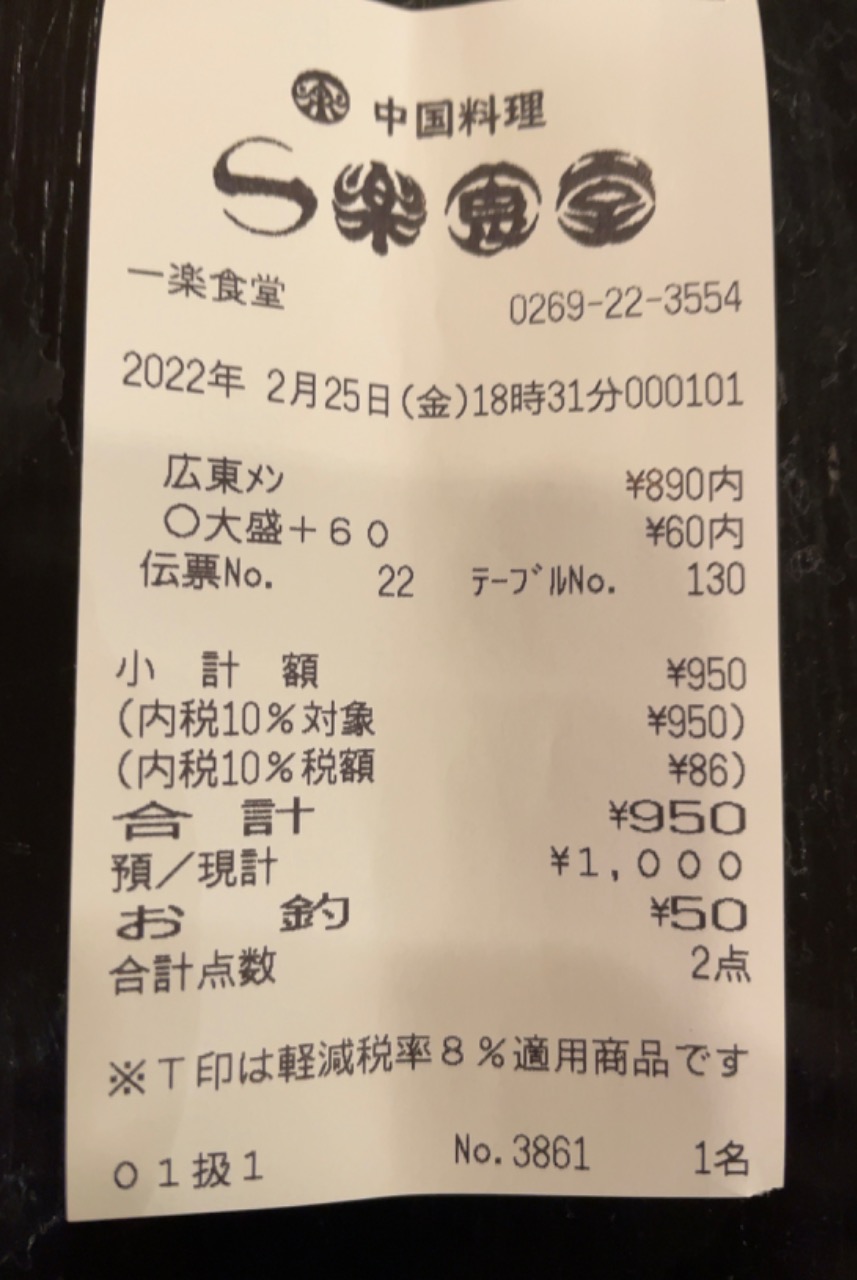 中国料理
一楽食堂
一楽食堂 0269-22-3554
2022年 2月25日(金)18時31分000101
広東メン ¥890内
〇大盛+60 ¥60内
伝票No. 22 テーブルNo. 130
小 計 額 ¥950
(内税10%対象 ¥950)
(内税10%税額 ¥86)
合 計 ¥950
預/現計 ¥1,000
お 釣 ¥50
合計点数 2点
※T印は軽減税率8%適用商品です
01扱1 No.3861 1名